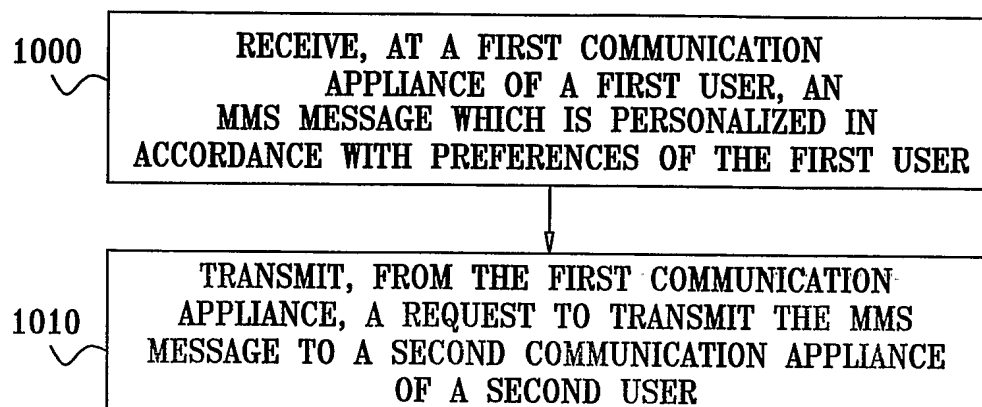 1000
RECEIVE, AT A FIRST COMMUNICATION
APPLIANCE OF A FIRST USER, AN
MMS MESSAGE WHICH IS PERSONALIZED IN
ACCORDANCE WITH PREFERENCES OF THE FIRST USER
1010
TRANSMIT, FROM THE FIRST COMMUNICATION
APPLIANCE, A REQUEST TO TRANSMIT THE MMS
MESSAGE TO A SECOND COMMUNICATION APPLIANCE
OF A SECOND USER